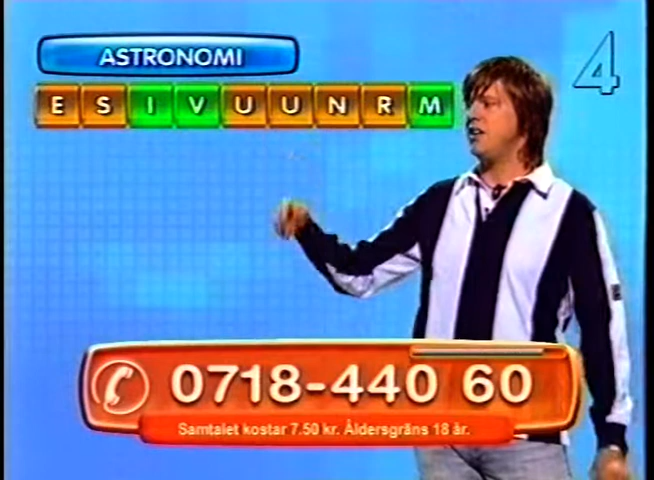 ASTRONOMI
4
E S I V U U N R M
0718-440 60
Samtalet kostar 7.50 kr. Åldersgräns 18 år.